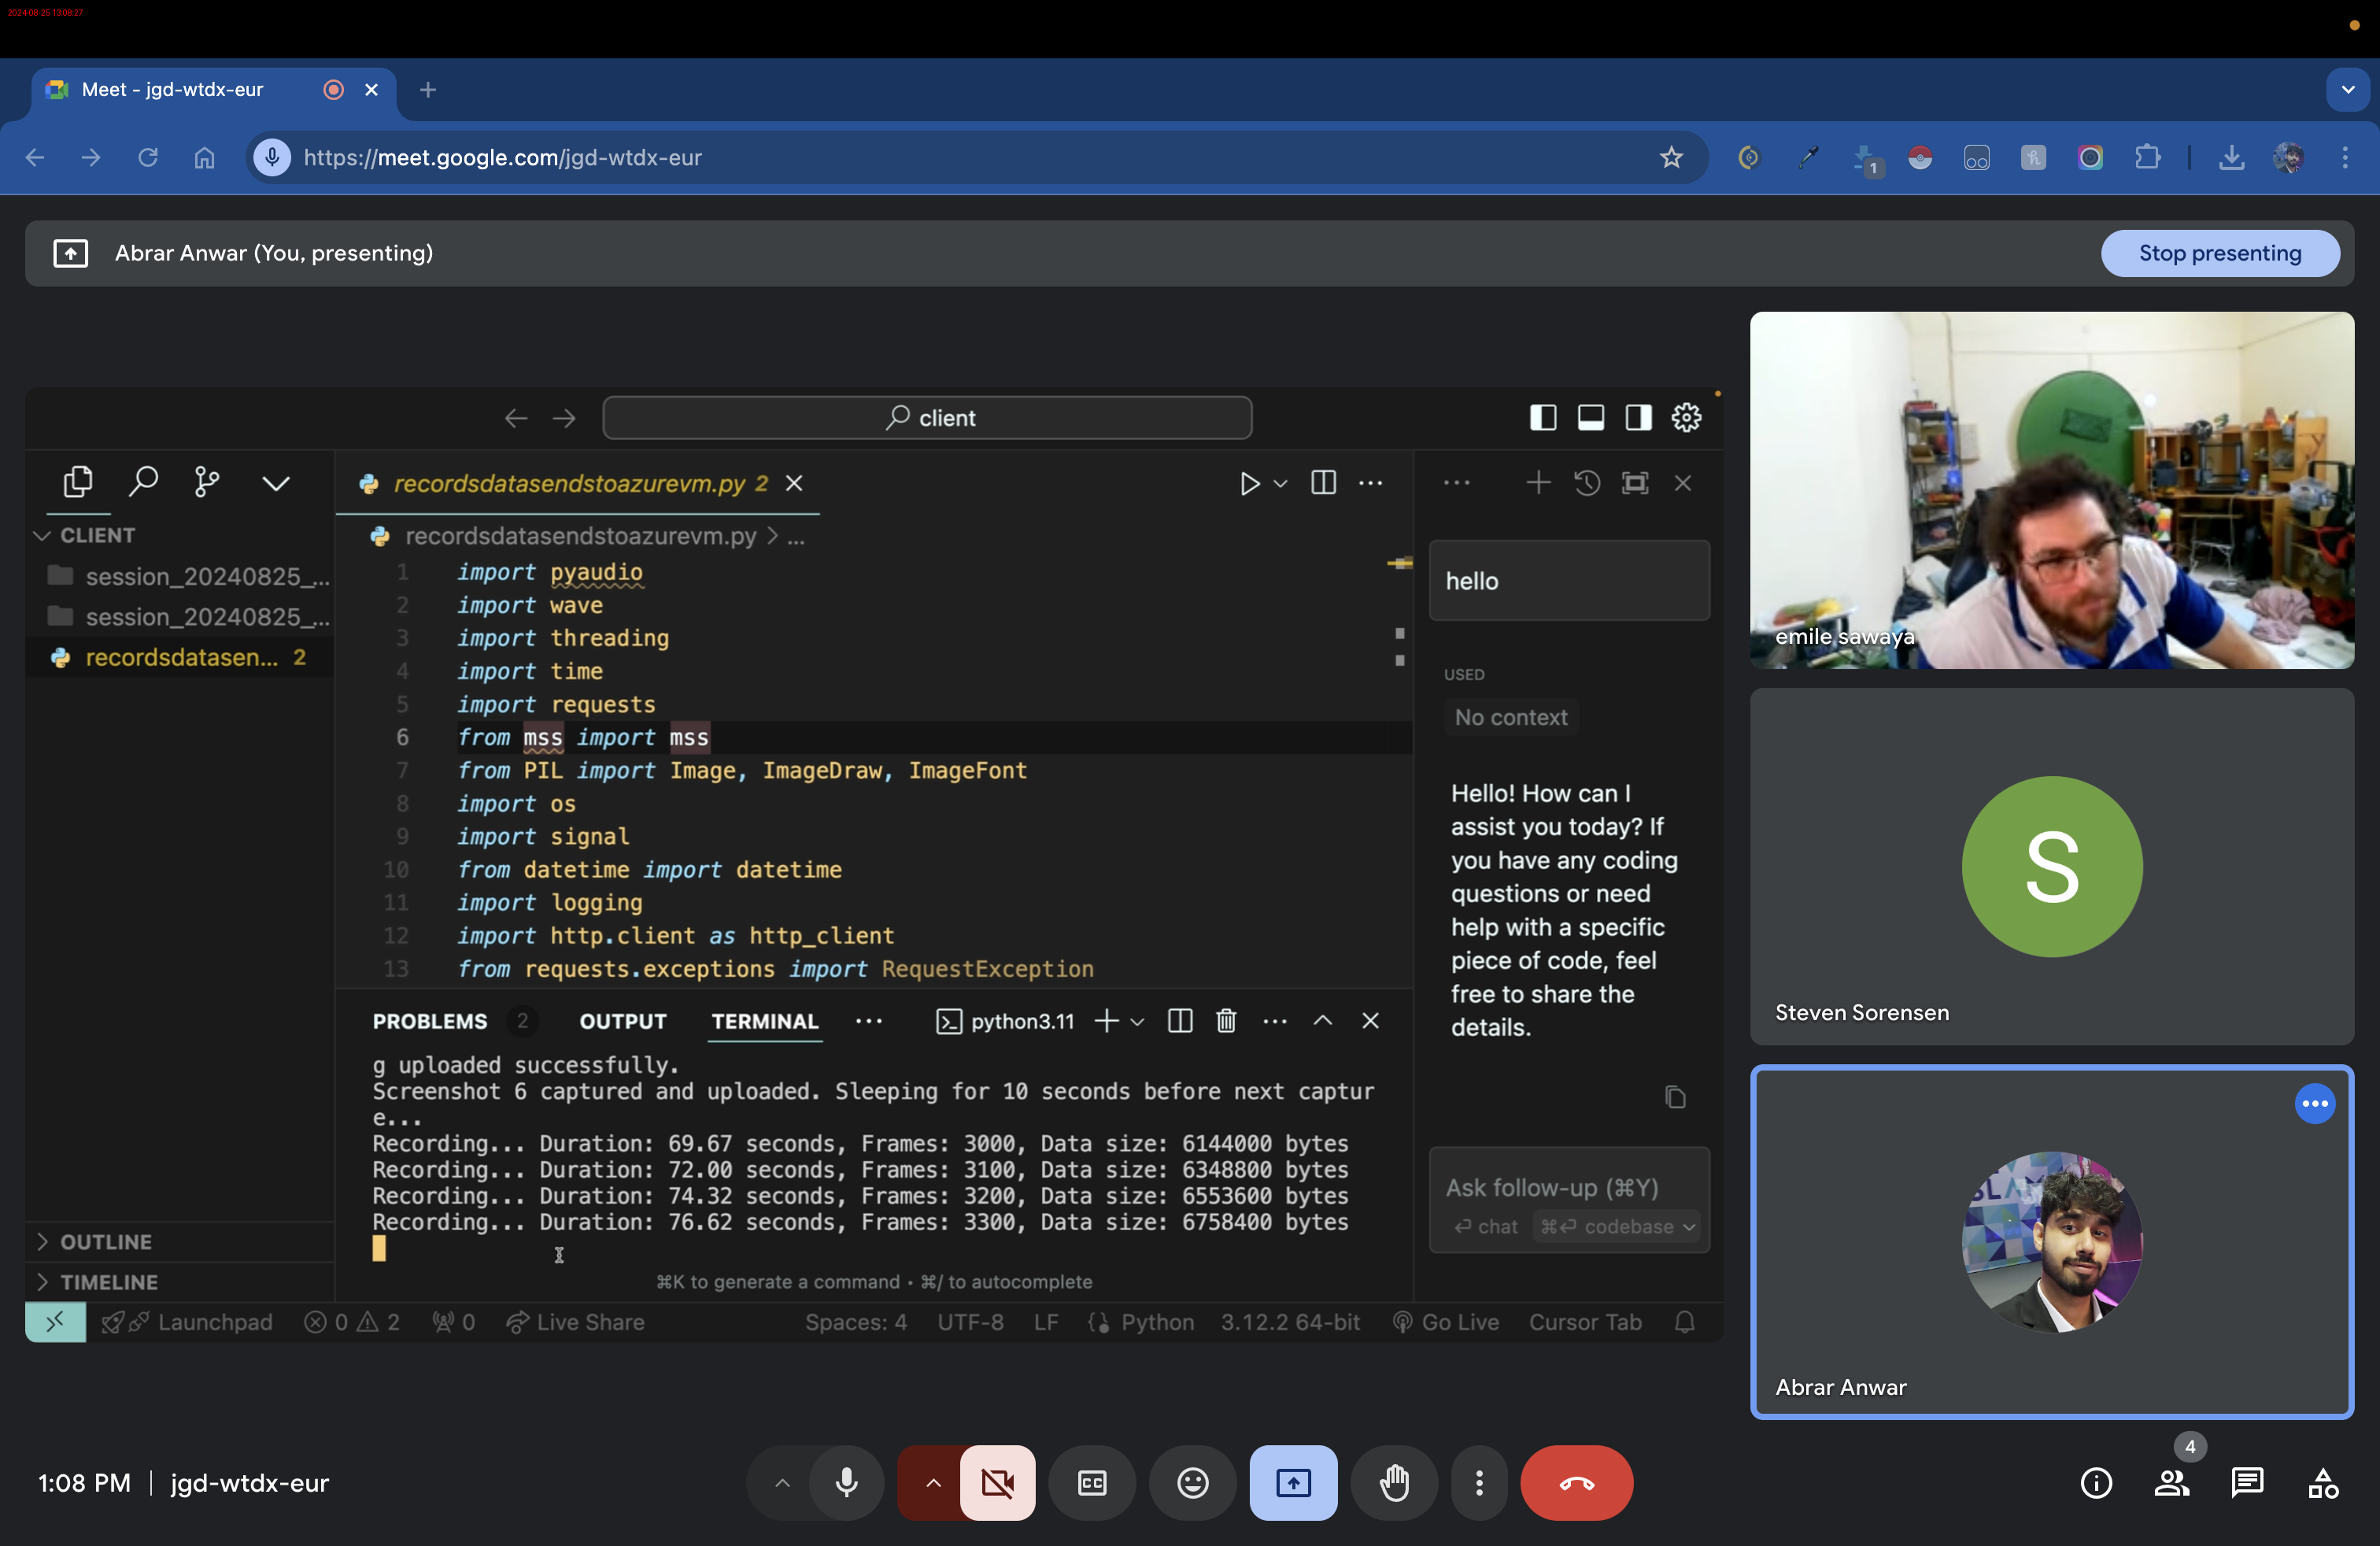 2024-08-25 13:08:27
Meet - jgd-wtdx-eur
https://meet.google.com/jgd-wtdx-eur
1
Abrar Anwar (You, presenting)
Stop presenting
client
recordsdatasendstoazurevm.py 2
CLIENT
session_20240825_...
session_20240825_...
recordsdatasen... 2
recordsdatasendstoazurevm.py > ...
1 import pyaudio
2 import wave
3 import threading
4 import time
5 import requests
6 from mss import mss
7 from PIL import Image, ImageDraw, ImageFont
8 import os
9 import signal
10 from datetime import datetime
11 import logging
12 import http.client as http_client
13 from requests.exceptions import RequestException
PROBLEMS 2 OUTPUT TERMINAL ... python3.11
g uploaded successfully.
Screenshot 6 captured and uploaded. Sleeping for 10 seconds before next captur
e...
Recording... Duration: 69.67 seconds, Frames: 3000, Data size: 6144000 bytes
Recording... Duration: 72.00 seconds, Frames: 3100, Data size: 6348800 bytes
Recording... Duration: 74.32 seconds, Frames: 3200, Data size: 6553600 bytes
Recording... Duration: 76.62 seconds, Frames: 3300, Data size: 6758400 bytes
⌘K to generate a command • ⌘/ to autocomplete
OUTLINE
TIMELINE
hello
USED
No context
Hello! How can I
assist you today? If
you have any coding
questions or need
help with a specific
piece of code, feel
free to share the
details.
Ask follow-up (⌘Y)
⏎ chat ⌘⏎ codebase
Launchpad 0 2 0 Live Share Spaces: 4 UTF-8 LF Python 3.12.2 64-bit Go Live Cursor Tab
emile sawaya
S
Steven Sorensen
Abrar Anwar
1:08 PM | jgd-wtdx-eur
CC
4